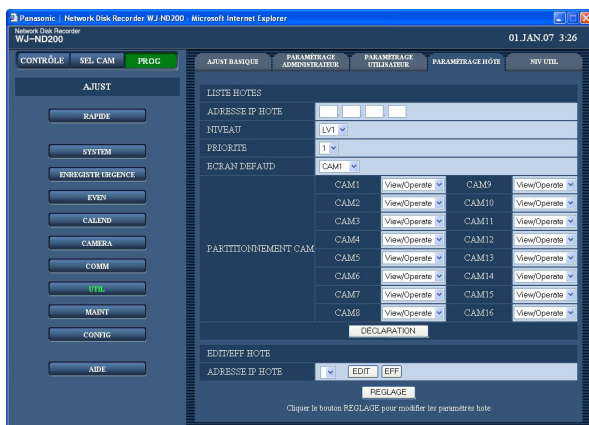 Panasonic | Network Disk Recorder WJ-ND200 - Microsoft Internet Explorer
Network Disk Recorder
WJ-ND200
01.JAN.07 3:26
CONTRÔLE SEL CAM PROG
AJUST BASIQUE PARAMÉTRAGE ADMINISTRATEUR PARAMÉTRAGE UTILISATEUR PARAMÉTRAGE HÔTE NIV UTIL
AJUST
RAPIDE
SYSTEM
ENREGISTR URGENCE
EVEN
CALEND
CAMERA
COMM
UTIL
MAINT
CONFIG
AIDE
LISTE HOTES
ADRESSE IP HOTE . . .
NIVEAU LV1
PRIORITE 1
ECRAN DEFAUD CAM1
PARTITIONNEMENT CAM
CAM1 View/Operate CAM9 View/Operate
CAM2 View/Operate CAM10 View/Operate
CAM3 View/Operate CAM11 View/Operate
CAM4 View/Operate CAM12 View/Operate
CAM5 View/Operate CAM13 View/Operate
CAM6 View/Operate CAM14 View/Operate
CAM7 View/Operate CAM15 View/Operate
CAM8 View/Operate CAM16 View/Operate
DÉCLARATION
EDIT/EFF HOTE
ADRESSE IP HOTE EDIT EFF
REGLAGE
Cliquer le bouton REGLAGE pour modifier les paramètres hote